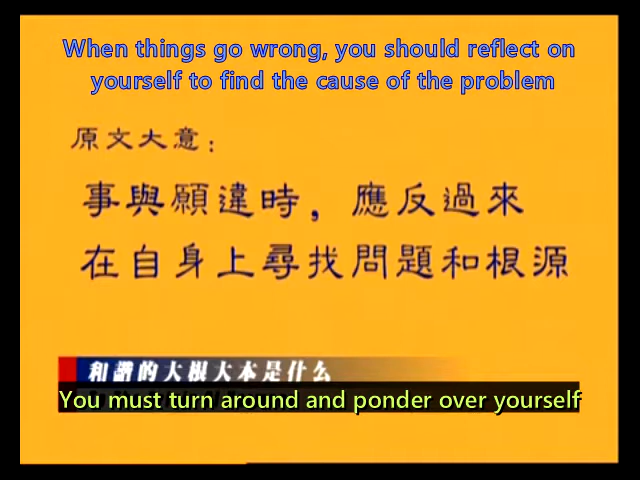 When things go wrong, you should reflect on
yourself to find the cause of the problem
原文大意：
事與願違時，應反過來
在自身上尋找問題和根源
和諧的大根大本是什么
You must turn around and ponder over yourself